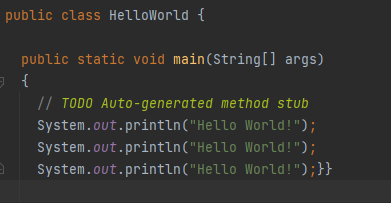 public class HelloWorld {
public static void main(String[] args)
{
// TODO Auto-generated method stub
System.out.println("Hello World!");
System.out.println("Hello World!");
System.out.println("Hello World!");}}